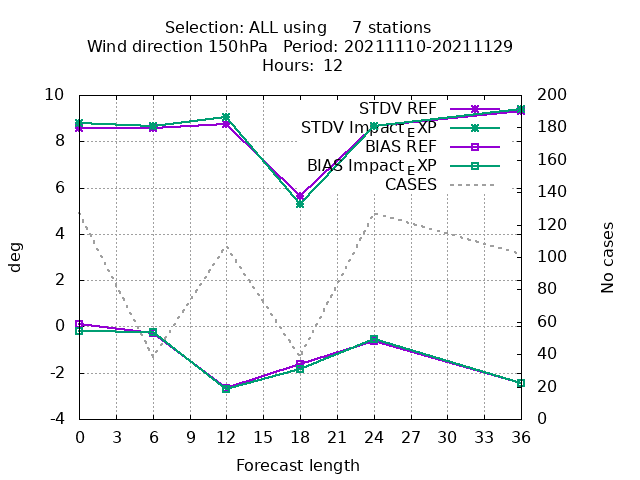 Selection: ALL using     7 stations
Wind direction 150hPa   Period: 20211110-20211129
Hours: 12
STDV REF
STDV Impact_EXP
BIAS REF
BIAS Impact_EXP
CASES
10
8
6
4
2
0
-2
-4
deg
200
180
160
140
120
100
80
60
40
20
0
No cases
0 3 6 9 12 15 18 21 24 27 30 33 36
Forecast length